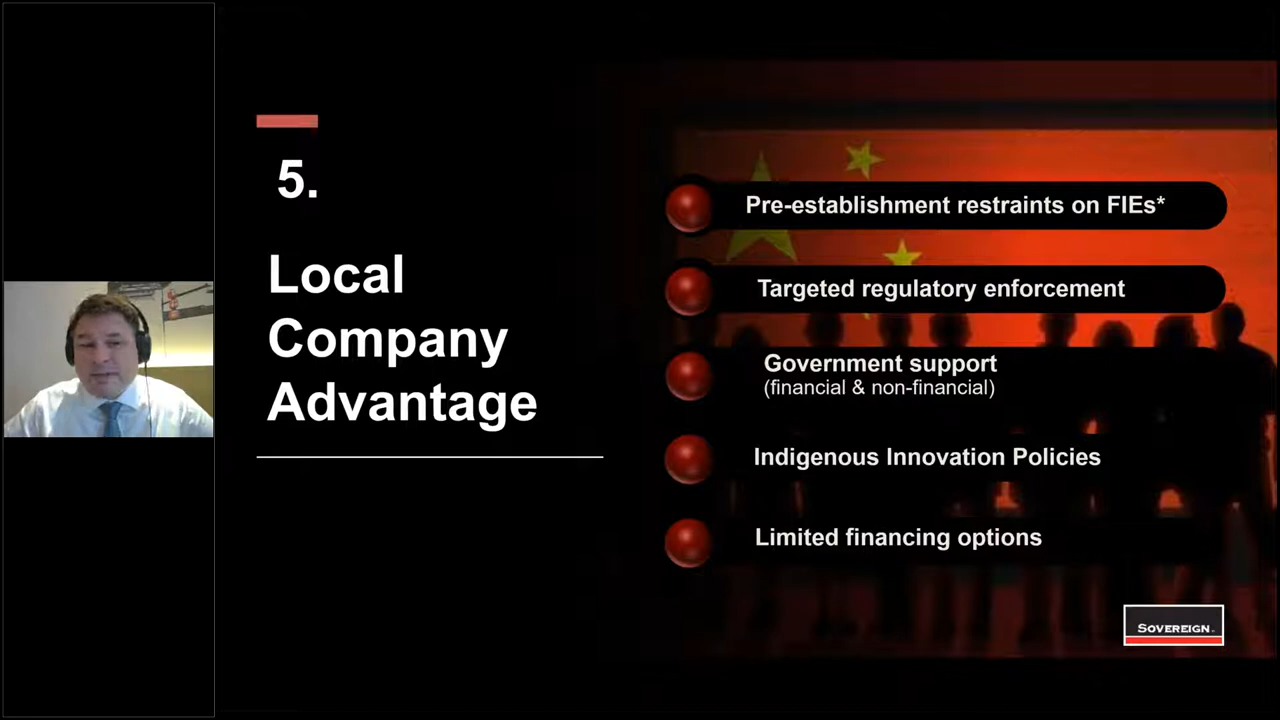 5.
Local
Company
Advantage
Pre-establishment restraints on FIEs*
Targeted regulatory enforcement
Government support
(financial & non-financial)
Indigenous Innovation Policies
Limited financing options
SOVEREIGN